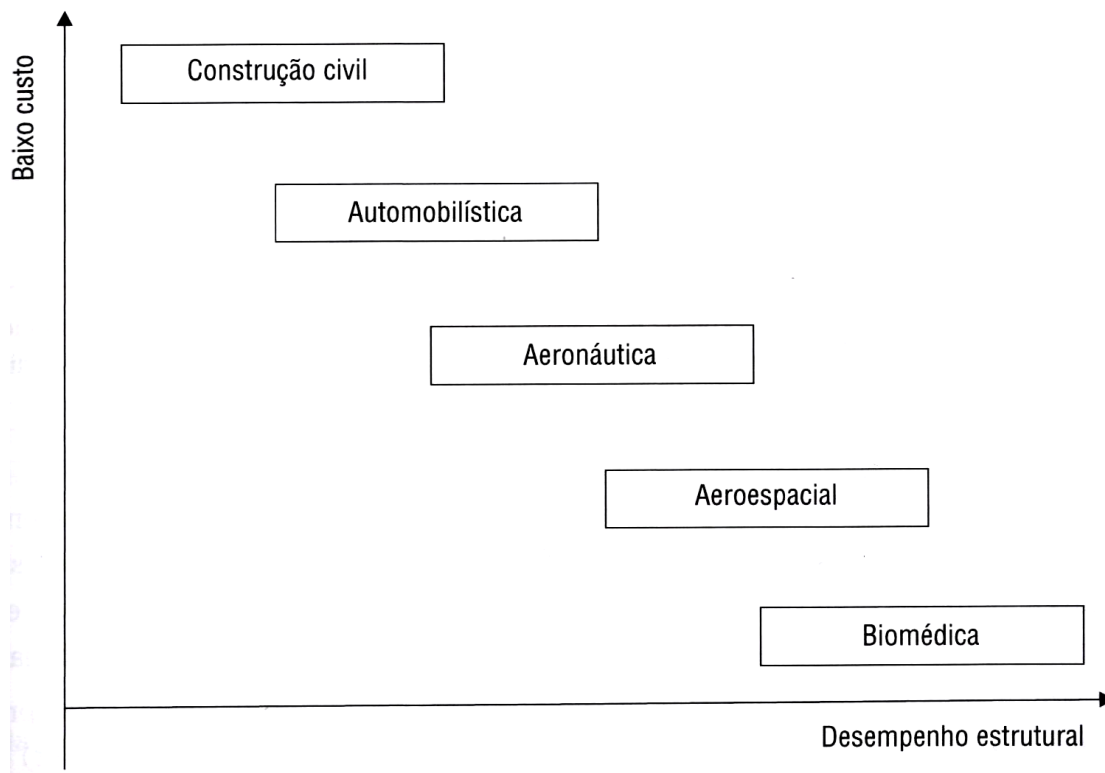 Baixo custo
Construção civil
Automobilística
Aeronáutica
Aeroespacial
Biomédica
Desempenho estrutural